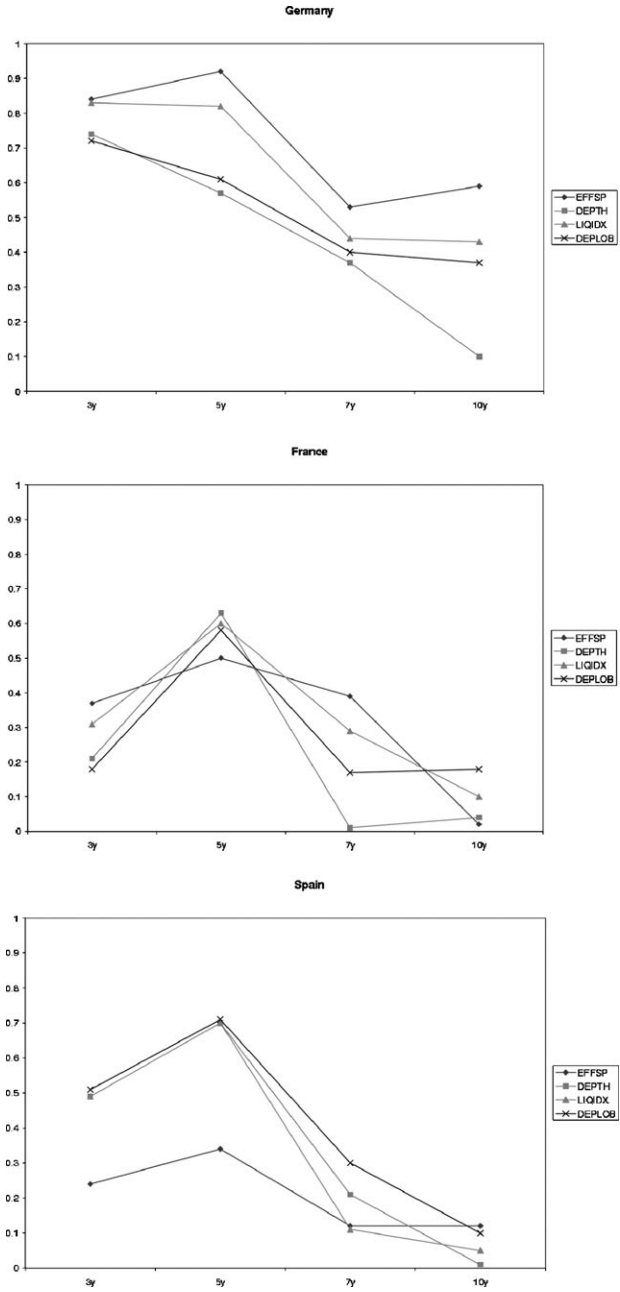 Germany
1
0.9
0.8
0.7
0.6
0.5
0.4
0.3
0.2
0.1
0
3y 5y 7y 10y
EFFSP
DEPTH
LIQIDX
DEPLOB
France
1
0.9
0.8
0.7
0.6
0.5
0.4
0.3
0.2
0.1
0
3y 5y 7y 10y
EFFSP
DEPTH
LIQIDX
DEPLOB
Spain
1
0.9
0.8
0.7
0.6
0.5
0.4
0.3
0.2
0.1
0
3y 5y 7y 10y
EFFSP
DEPTH
LIQIDX
DEPLOB